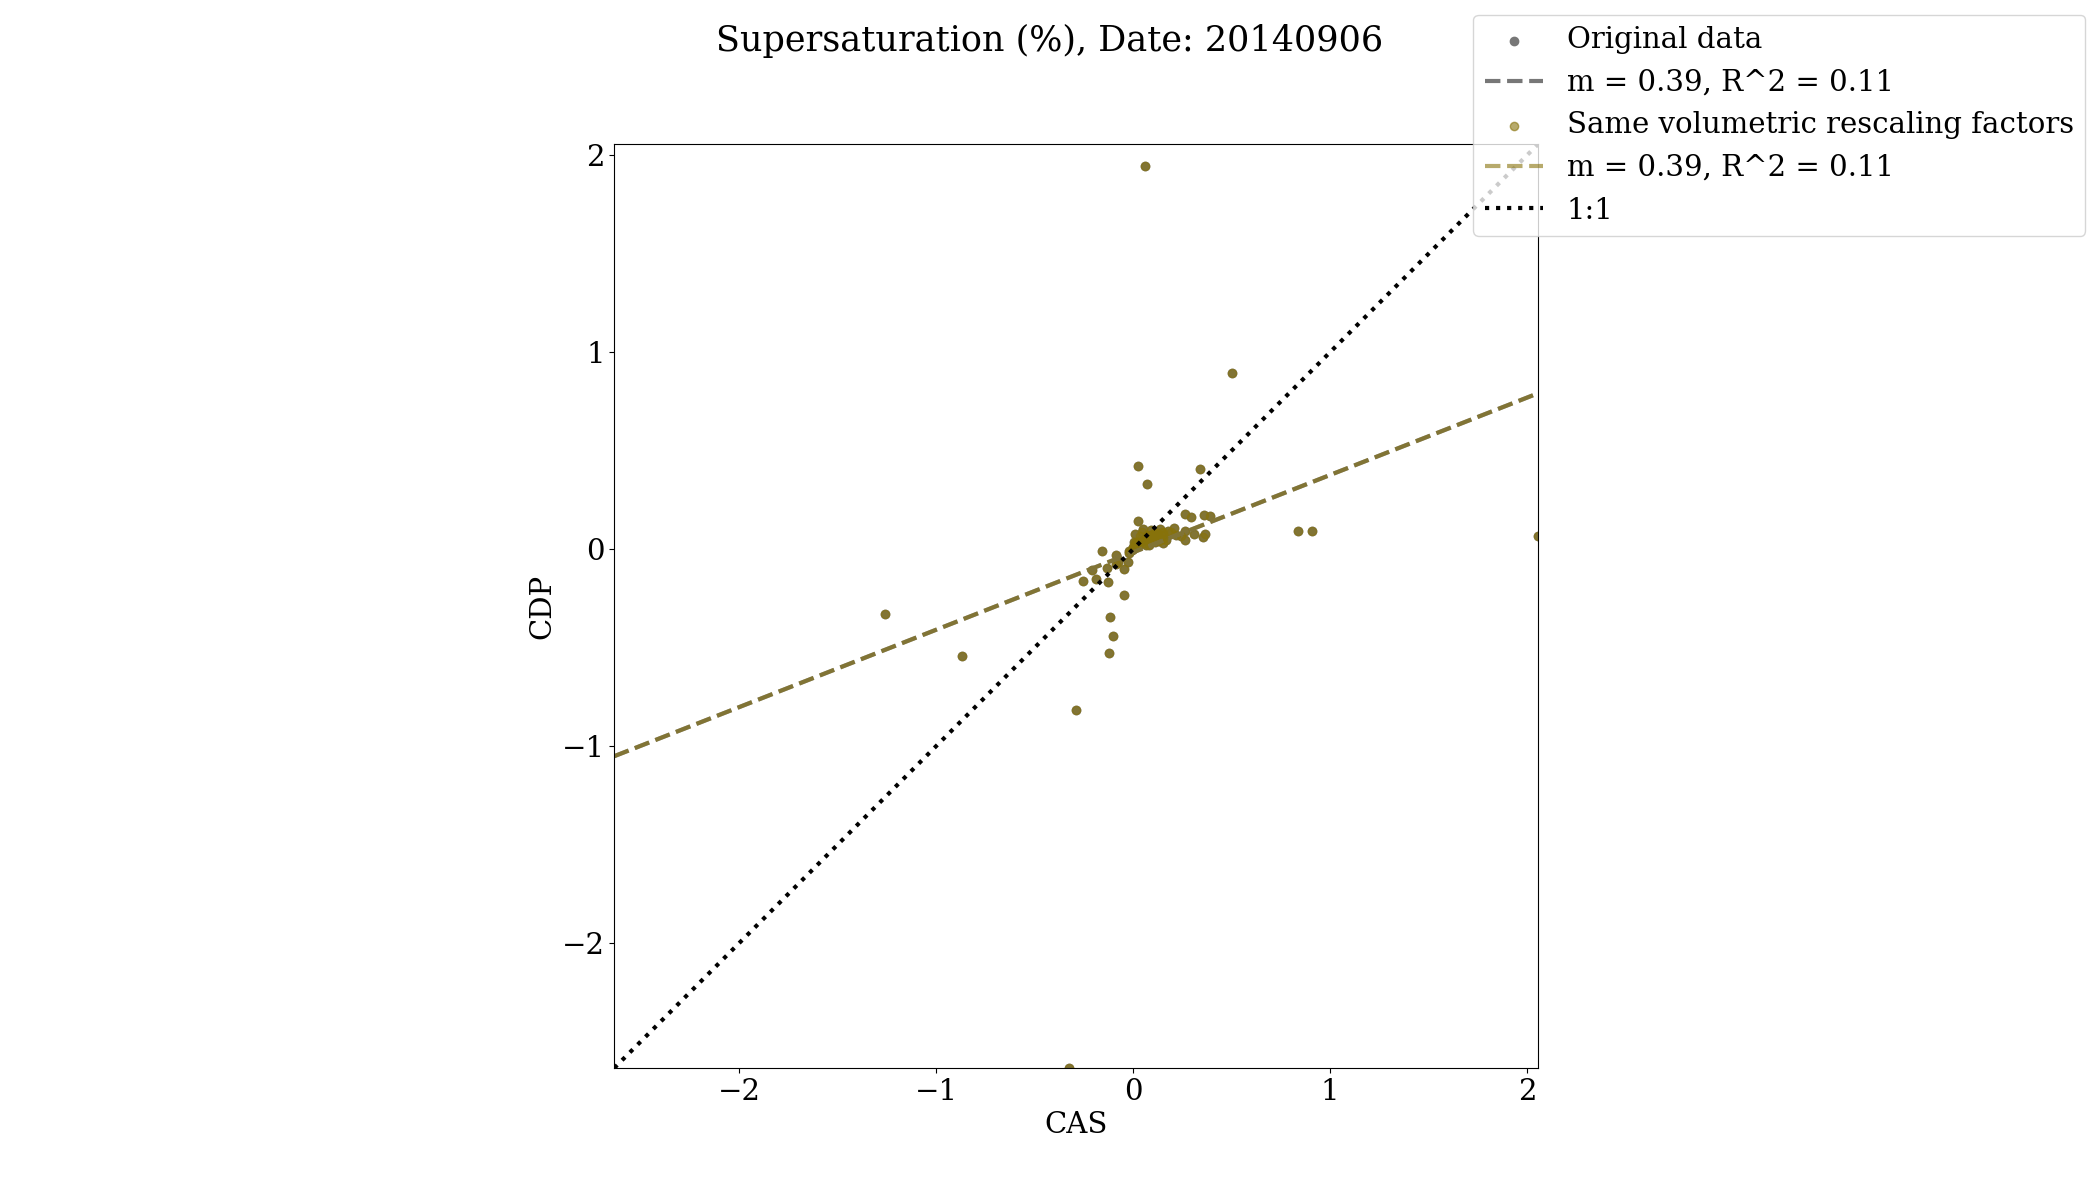 Supersaturation (%), Date: 20140906
Original data
m = 0.39, R^2 = 0.11
Same volumetric rescaling factors
m = 0.39, R^2 = 0.11
1:1
2
1
0
−1
−2
CDP
−2
−1
0
1
2
CAS